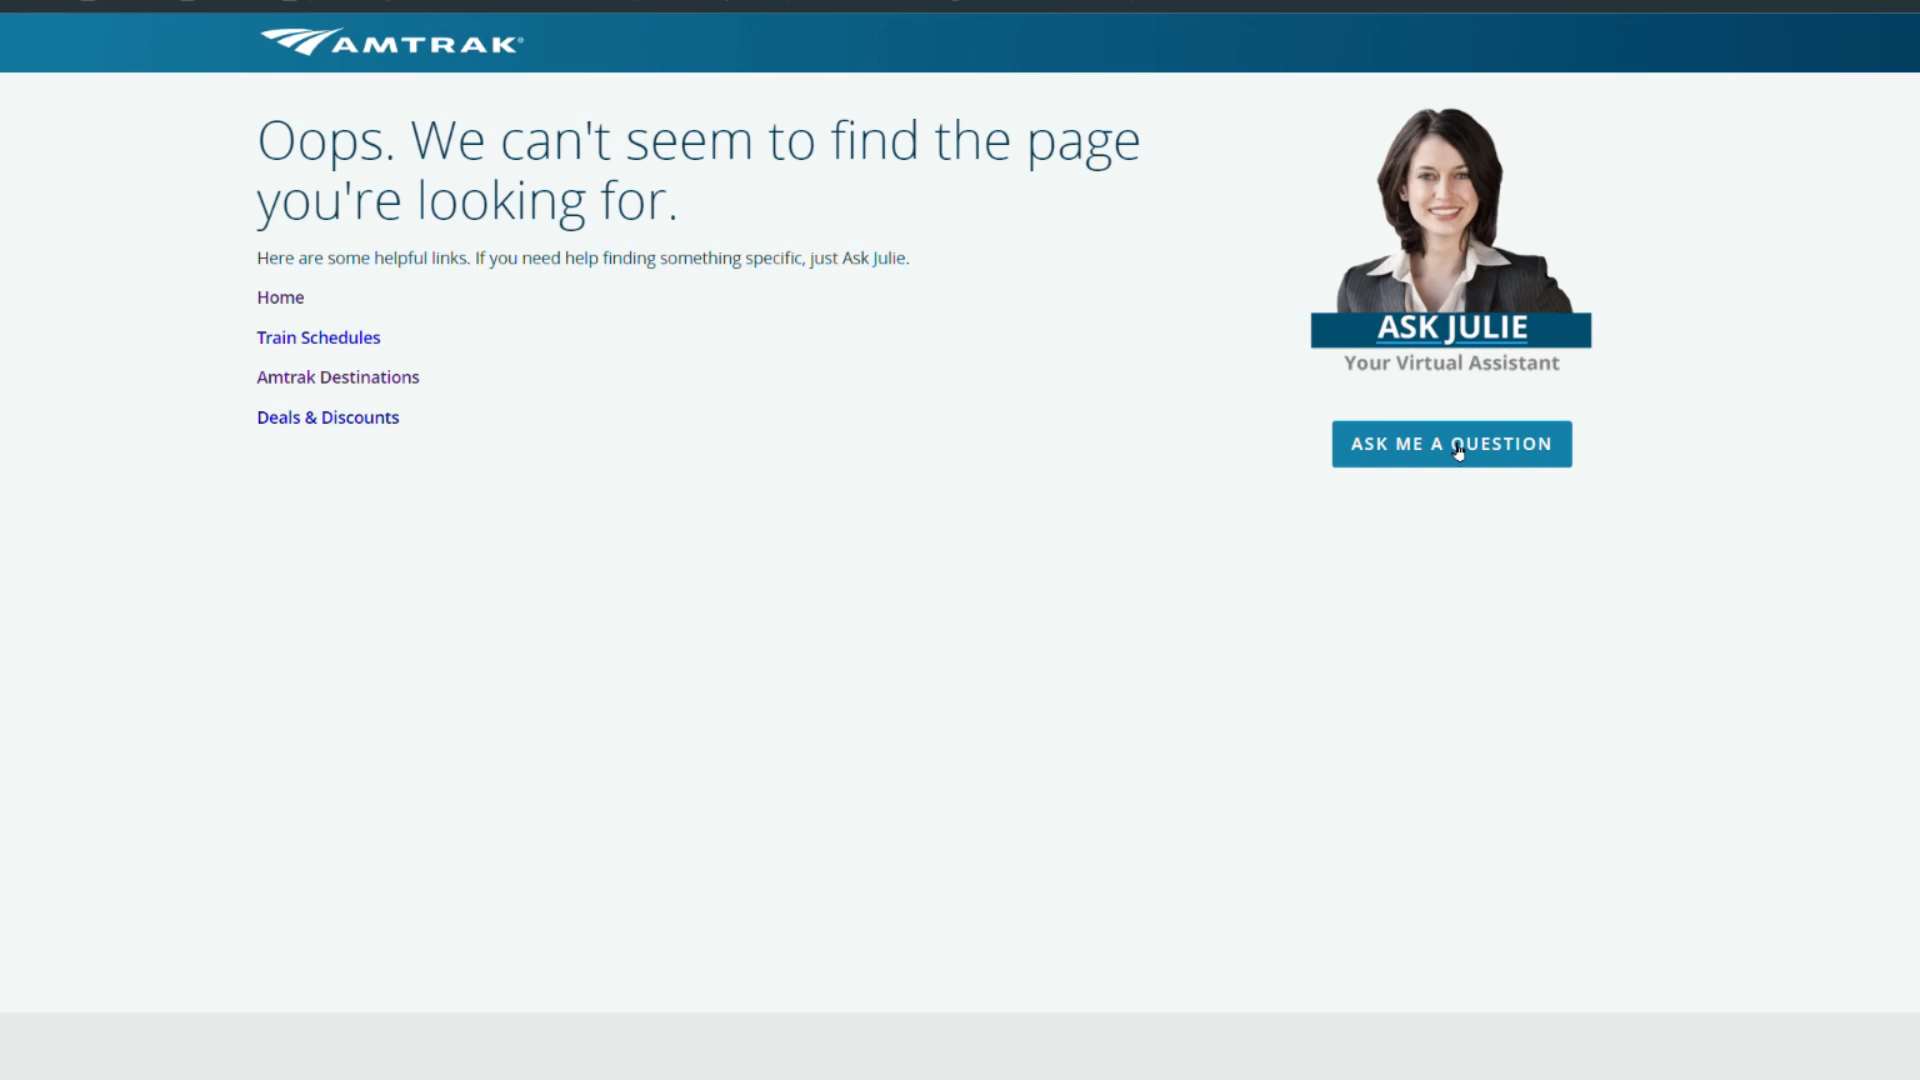 AMTRAK®
Oops. We can't seem to find the page
you're looking for.
Here are some helpful links. If you need help finding something specific, just Ask Julie.
Home
Train Schedules
Amtrak Destinations
Deals & Discounts
ASK JULIE
Your Virtual Assistant
ASK ME A QUESTION